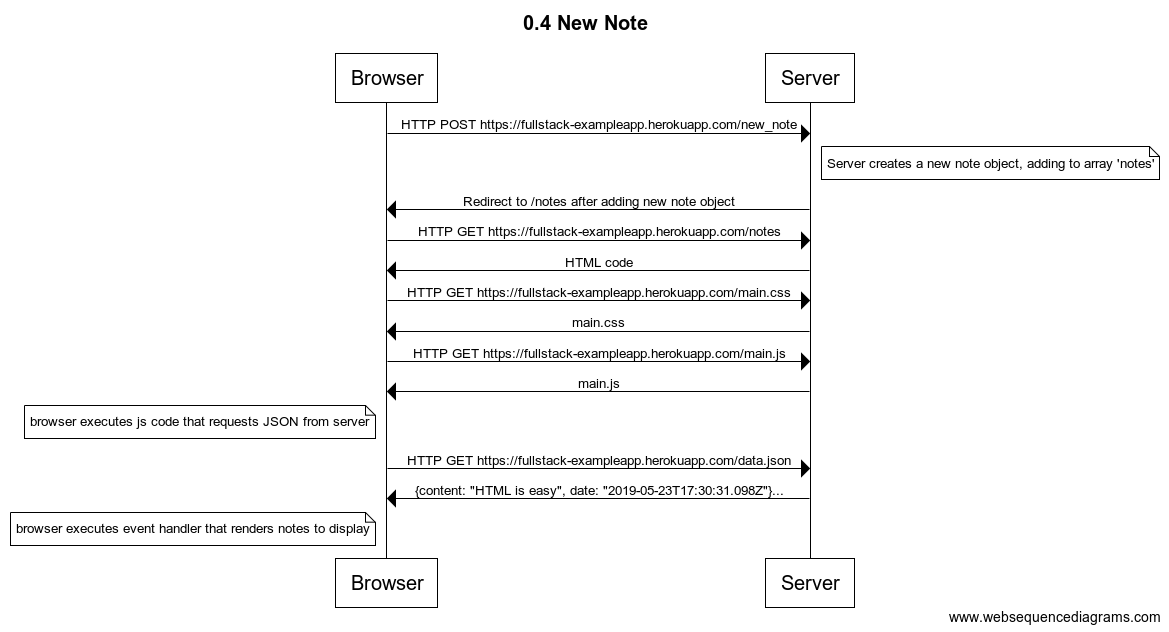 0.4 New Note
Browser
Server
HTTP POST https://fullstack-exampleapp.herokuapp.com/new_note
Server creates a new note object, adding to array 'notes'
Redirect to /notes after adding new note object
HTTP GET https://fullstack-exampleapp.herokuapp.com/notes
HTML code
HTTP GET https://fullstack-exampleapp.herokuapp.com/main.css
main.css
HTTP GET https://fullstack-exampleapp.herokuapp.com/main.js
main.js
browser executes js code that requests JSON from server
HTTP GET https://fullstack-exampleapp.herokuapp.com/data.json
{content: "HTML is easy", date: "2019-05-23T17:30:31.098Z"}...
browser executes event handler that renders notes to display
Browser
Server
www.websequencediagrams.com